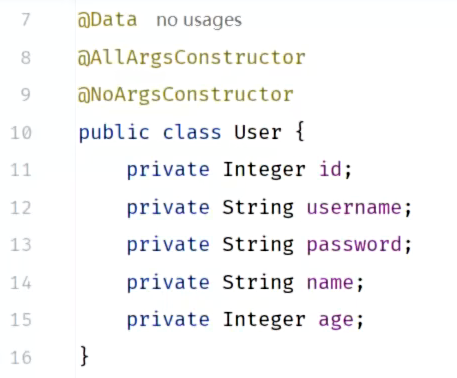 7 @Data no usages
8 @AllArgsConstructor
9 @NoArgsConstructor
10 public class User {
11 private Integer id;
12 private String username;
13 private String password;
14 private String name;
15 private Integer age;
16 }